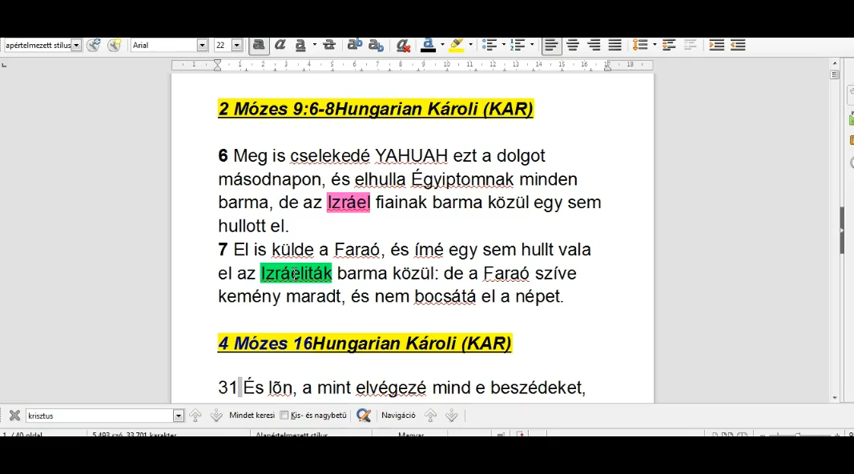 apértelmezett stílus Arial 22
2 Mózes 9:6-8Hungarian Károli (KAR)
6 Meg is cselekedé YAHUAH ezt a dolgot
másodnapon, és elhulla Égyiptomnak minden
barma, de az Izráel fiainak barma közül egy sem
hullott el.
7 El is külde a Faraó, és ímé egy sem hullt vala
el az Izráeliták barma közül: de a Faraó szíve
kemény maradt, és nem bocsátá el a népet.
4 Mózes 16Hungarian Károli (KAR)
31 És lõn, a mint elvégezé mind e beszédeket,
krisztus Mindet keresi Kis- és nagybetű Navigáció